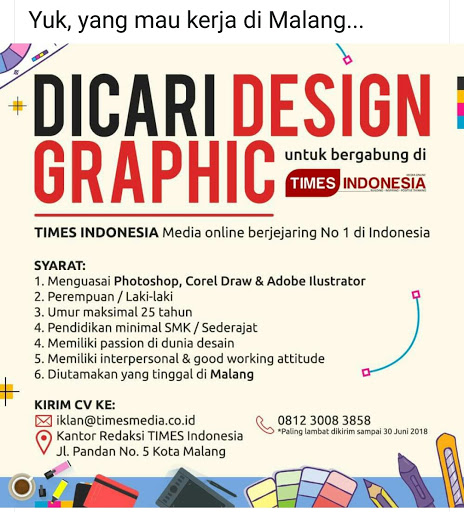 Yuk, yang mau kerja di Malang...
DICARI DESIGN
GRAPHIC
untuk bergabung di
TIMES INDONESIA
TIMES INDONESIA Media online berjejaring No 1 di Indonesia
SYARAT:
1. Menguasai Photoshop, Corel Draw & Adobe Ilustrator
2. Perempuan / Laki-laki
3. Umur maksimal 25 tahun
4. Pendidikan minimal SMK / Sederajat
4. Memiliki passion di dunia desain
5. Memiliki interpersonal & good working attitude
6. Diutamakan yang tinggal di Malang
KIRIM CV KE:
iklan@timesmedia.co.id
Kantor Redaksi TIMES Indonesia
Jl. Pandan No. 5 Kota Malang
0812 3008 3858
*Paling lambat dikirim sampai 30 Juni 2018